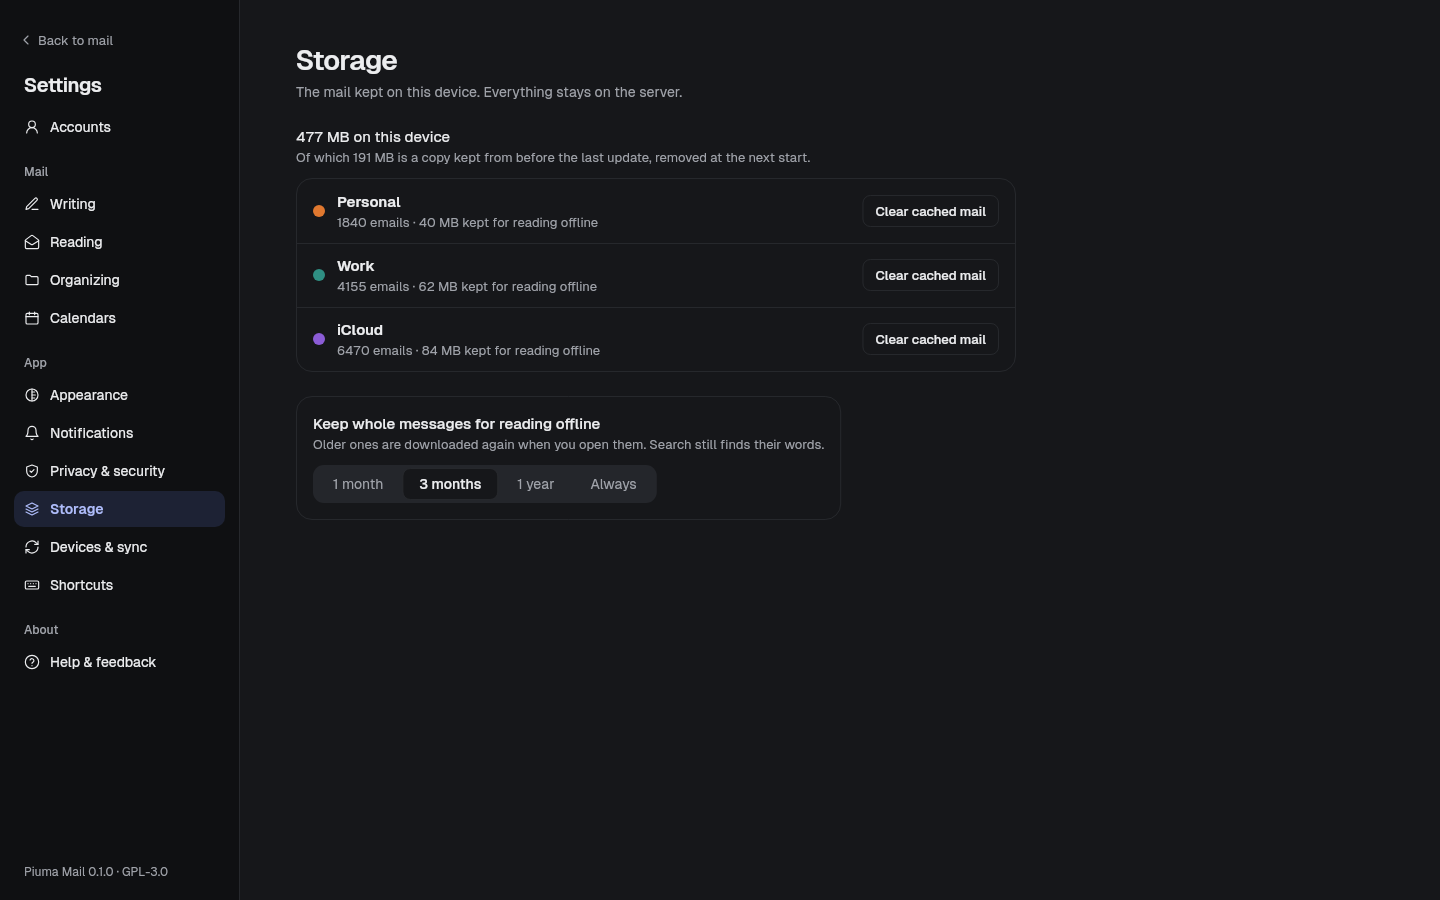 Back to mail
Settings
Accounts
Mail
Writing
Reading
Organizing
Calendars
App
Appearance
Notifications
Privacy & security
Storage
Devices & sync
Shortcuts
About
Help & feedback
Piuma Mail 0.1.0 · GPL-3.0
Storage
The mail kept on this device. Everything stays on the server.
477 MB on this device
Of which 191 MB is a copy kept from before the last update, removed at the next start.
Personal
1840 emails · 40 MB kept for reading offline
Clear cached mail
Work
4155 emails · 62 MB kept for reading offline
Clear cached mail
iCloud
6470 emails · 84 MB kept for reading offline
Clear cached mail
Keep whole messages for reading offline
Older ones are downloaded again when you open them. Search still finds their words.
1 month 3 months 1 year Always